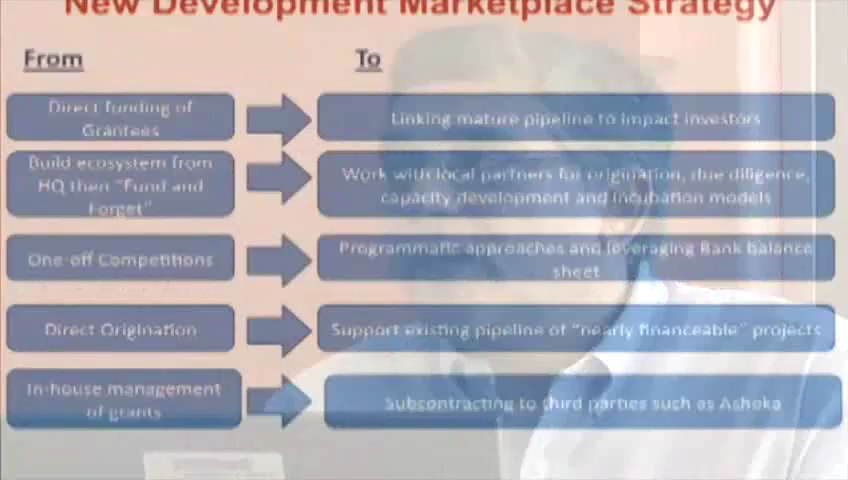 New Development Marketplace Strategy
From
To
Direct funding of
Grantees
Linking mature pipeline to impact investors
Build ecosystem from
HQ then "Fund and
Forget"
Work with local partners for origination, due diligence,
capacity development and incubation models
One-off Competitions
Programmatic approaches and leveraging Bank balance
sheet
Direct Origination
Support existing pipeline of "nearly financeable" projects
In-house management
of grants
Subcontracting to third parties such as Ashoka